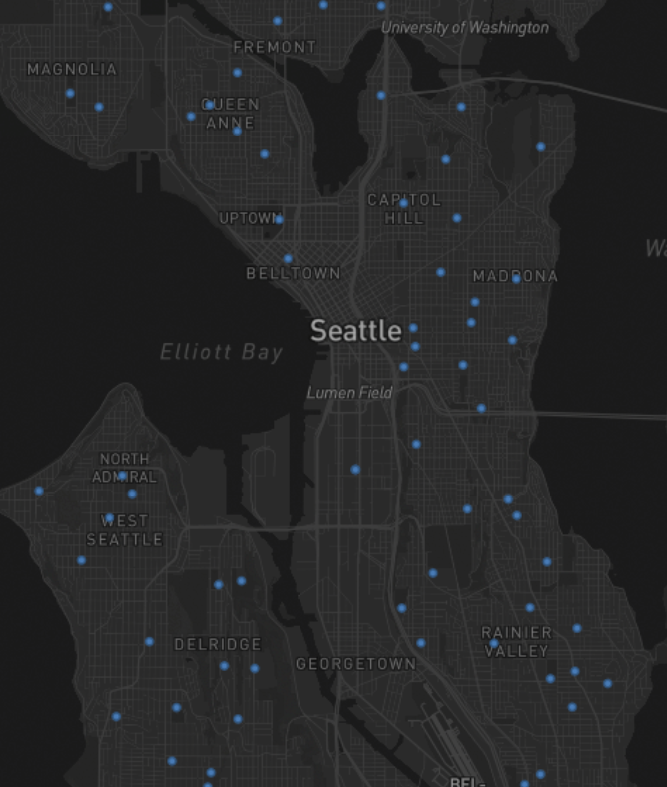 University of Washington
FREMONT
MAGNOLIA
QUEEN
ANNE
CAPITOL
HILL
UPTOWN
BELLTOWN
MADRONA
Seattle
Elliott Bay
Lumen Field
NORTH
ADMIRAL
WEST
SEATTLE
RAINIER
VALLEY
DELRIDGE
GEORGETOWN